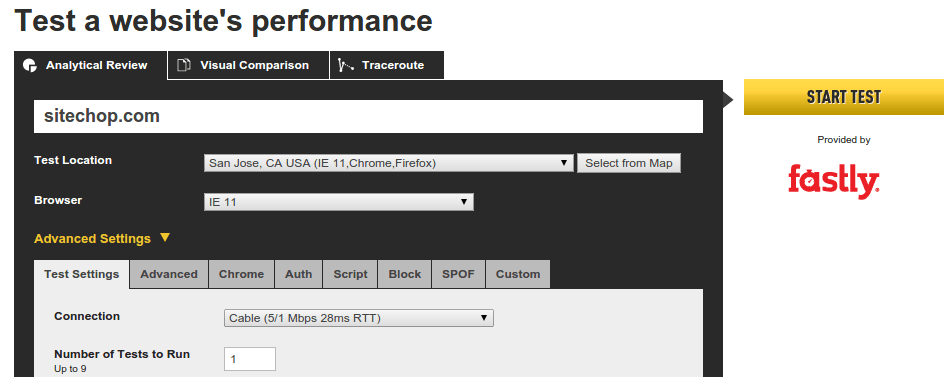 Test a website's performance
Analytical Review Visual Comparison Traceroute
sitechop.com
START TEST
Provided by
fastly.
Test Location San Jose, CA USA (IE 11,Chrome,Firefox) Select from Map
Browser IE 11
Advanced Settings
Test Settings Advanced Chrome Auth Script Block SPOF Custom
Connection Cable (5/1 Mbps 28ms RTT)
Number of Tests to Run 1
Up to 9